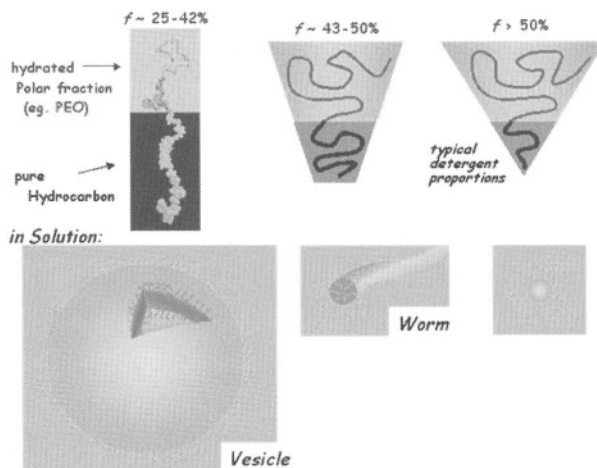 f ~ 25-42%
f ~ 43-50%
f > 50%
hydrated
Polar fraction
(eg. PEO)
pure
Hydrocarbon
typical
detergent
proportions
in Solution:
Worm
Vesicle